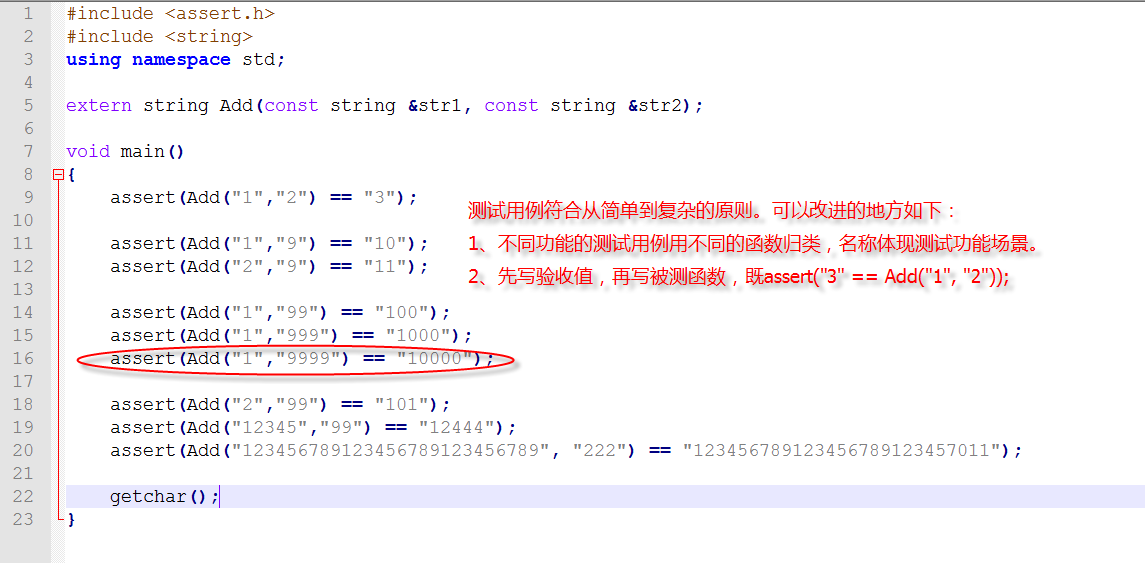 1 #include <assert.h>
2 #include <string>
3 using namespace std;
4
5 extern string Add(const string &str1, const string &str2);
6
7 void main()
8 {
9 assert(Add("1","2") == "3");
测试用例符合从简单到复杂的原则。可以改进的地方如下：
10
11 assert(Add("1","9") == "10");
1、不同功能的测试用例用不同的函数归类，名称体现测试功能场景。
12 assert(Add("2","9") == "11");
2、先写验收值，再写被测函数，既assert("3" == Add("1", "2"));
13
14 assert(Add("1","99") == "100");
15 assert(Add("1","999") == "1000");
16 assert(Add("1","9999") == "10000");
17
18 assert(Add("2","99") == "101");
19 assert(Add("12345","99") == "12444");
20 assert(Add("123456789123456789123456789", "222") == "123456789123456789123457011");
21
22 getchar();
23 }